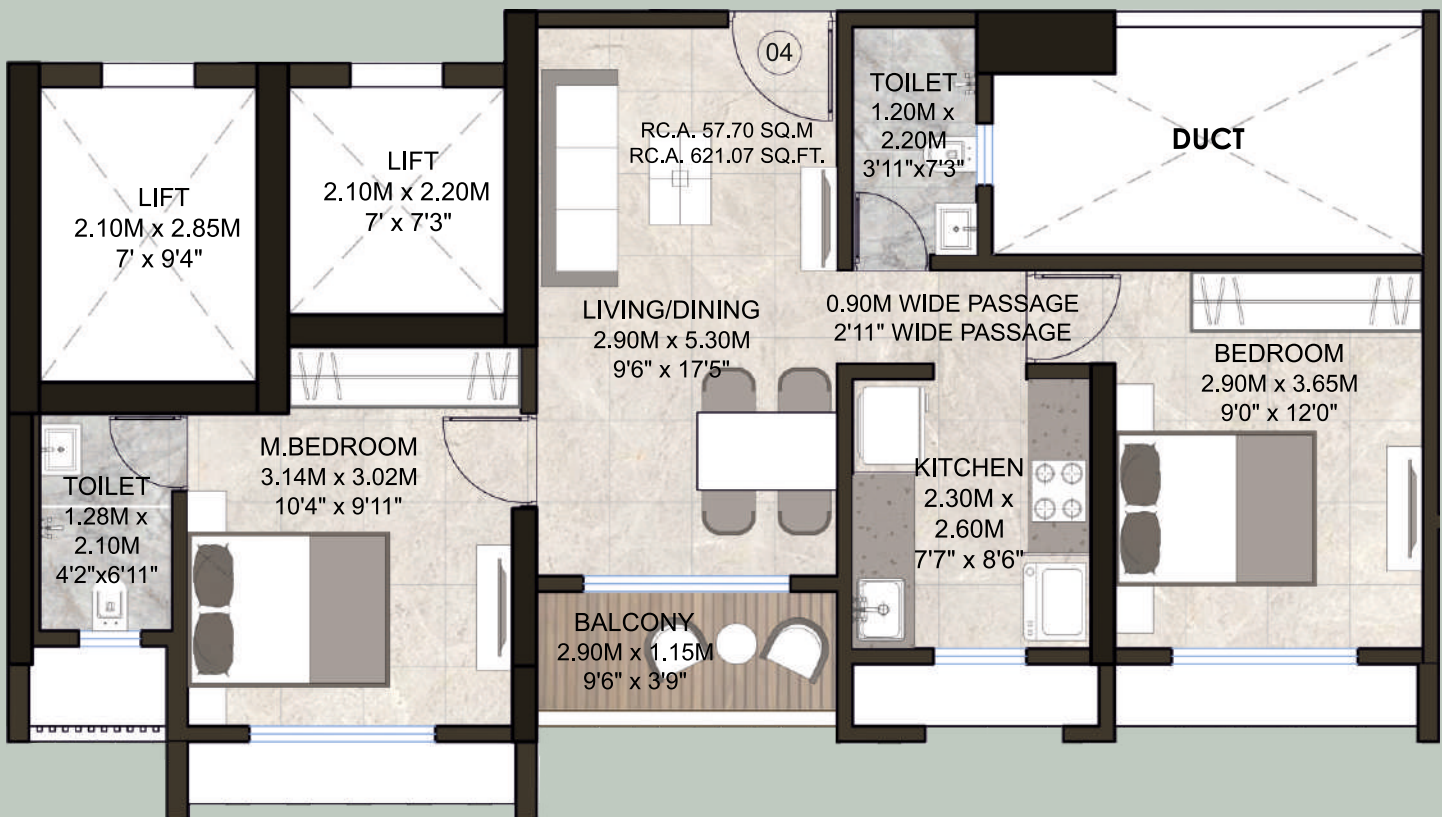 04
RC.A. 57.70 SQ.M
RC.A. 621.07 SQ.FT.
TOILET
1.20M x
2.20M
3'11"x7'3"
DUCT
LIFT
2.10M x 2.85M
7' x 9'4"
LIFT
2.10M x 2.20M
7' x 7'3"
LIVING/DINING
2.90M x 5.30M
9'6" x 17'5"
0.90M WIDE PASSAGE
2'11" WIDE PASSAGE
BEDROOM
2.90M x 3.65M
9'0" x 12'0"
M.BEDROOM
3.14M x 3.02M
10'4" x 9'11"
TOILET
1.28M x
2.10M
4'2"x6'11"
KITCHEN
2.30M x
2.60M
7'7" x 8'6"
BALCONY
2.90M x 1.15M
9'6" x 3'9"